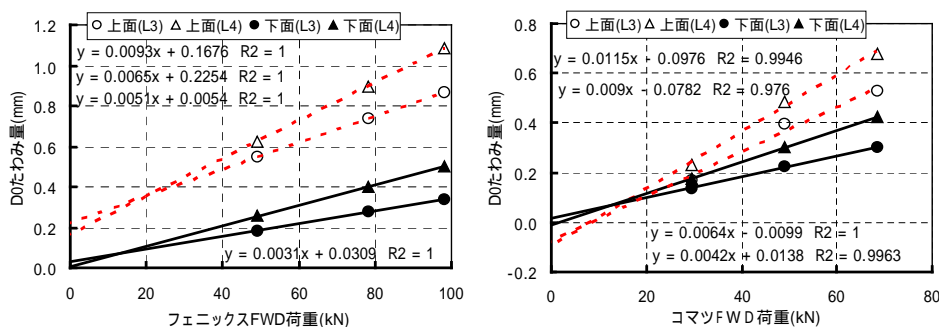 ○ 上面(L3) △ 上面(L4) ● 下面(L3) ▲ 下面(L4)
1.2
1.0
0.8
0.6
0.4
0.2
0.0
D0たわみ量(mm)
y = 0.0093x + 0.1676 R2 = 1
y = 0.0065x + 0.2254 R2 = 1
y = 0.0051x + 0.0054 R2 = 1
y = 0.0031x + 0.0309 R2 = 1
0 20 40 60 80 100
フェニックスFWD荷重(kN)
○ 上面(L3) △ 上面(L4) ● 下面(L3) ▲ 下面(L4)
0.8
0.6
0.4
0.2
0.0
-0.2
D0たわみ量(mm)
y = 0.0115x - 0.0976 R2 = 0.9946
y = 0.009x - 0.0782 R2 = 0.976
y = 0.0064x - 0.0099 R2 = 1
y = 0.0042x + 0.0138 R2 = 0.9963
0 20 40 60 80
コマツFWD荷重(kN)